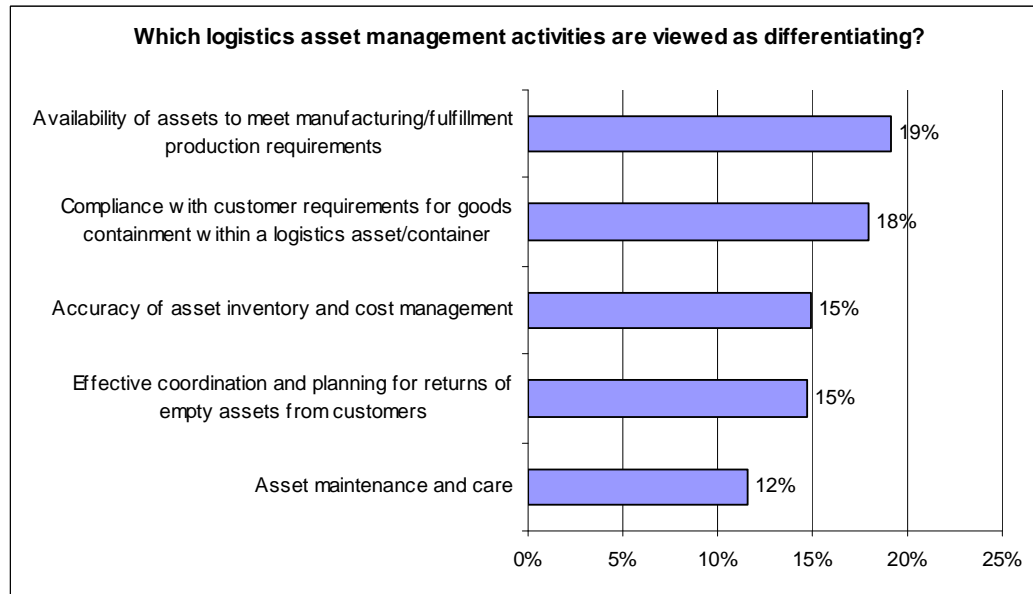 Which logistics asset management activities are viewed as differentiating?
Availability of assets to meet manufacturing/fulfillment
production requirements
19%
Compliance with customer requirements for goods
containment within a logistics asset/container
18%
Accuracy of asset inventory and cost management
15%
Effective coordination and planning for returns of
empty assets from customers
15%
Asset maintenance and care
12%
0% 5% 10% 15% 20% 25%